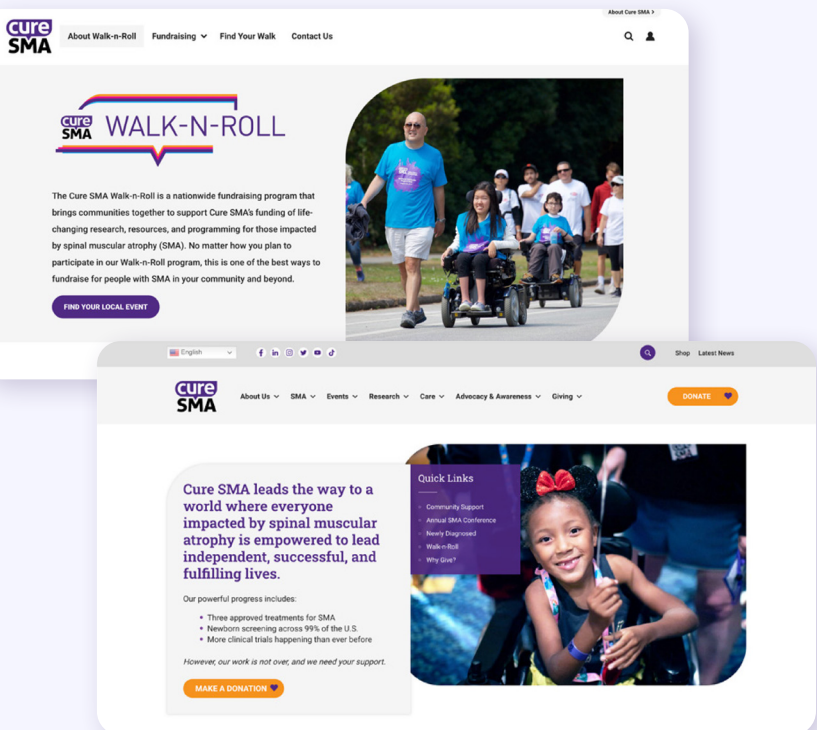 About Cure SMA >
cure
SMA
About Walk-n-Roll Fundraising Find Your Walk Contact Us
cure
SMA WALK-N-ROLL
The Cure SMA Walk-n-Roll is a nationwide fundraising program that
brings communities together to support Cure SMA's funding of life-
changing research, resources, and programming for those impacted
by spinal muscular atrophy (SMA). No matter how you plan to
participate in our Walk-n-Roll program, this is one of the best ways to
fundraise for people with SMA in your community and beyond.
FIND YOUR LOCAL EVENT
English
Shop Latest News
cure
SMA
About Us SMA Events Research Care Advocacy & Awareness Giving
DONATE
Cure SMA leads the way to a
world where everyone
impacted by spinal muscular
atrophy is empowered to lead
independent, successful, and
fulfilling lives.
Our powerful progress includes:
• Three approved treatments for SMA
• Newborn screening across 99% of the U.S.
• More clinical trials happening than ever before
However, our work is not over, and we need your support.
MAKE A DONATION
Quick Links
Community Support
Annual SMA Conference
Newly Diagnosed
Walk-n-Roll
Why Give?